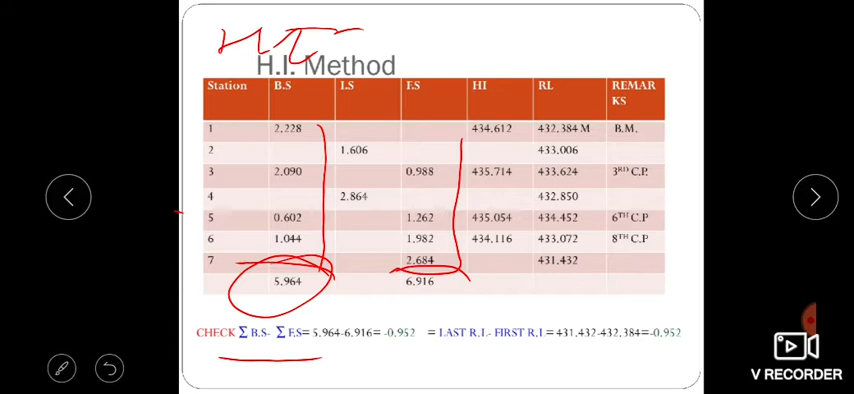 HI
H.I. Method
Station B.S I.S F.S HI RL REMARKS
1 2.228 434.612 432.384 M B.M.
2 1.606 433.006
3 2.090 0.988 435.714 433.624 3RD C.P.
4 2.864 432.850
5 0.602 1.262 435.054 434.452 6TH C.P
6 1.044 1.982 434.116 433.072 8TH C.P
7 2.684 431.432
5.964 6.916
CHECK Σ B.S- Σ F.S= 5.964-6.916= -0.952 = LAST R.L- FIRST R.L= 431.432-432.384=-0.952
V RECORDER